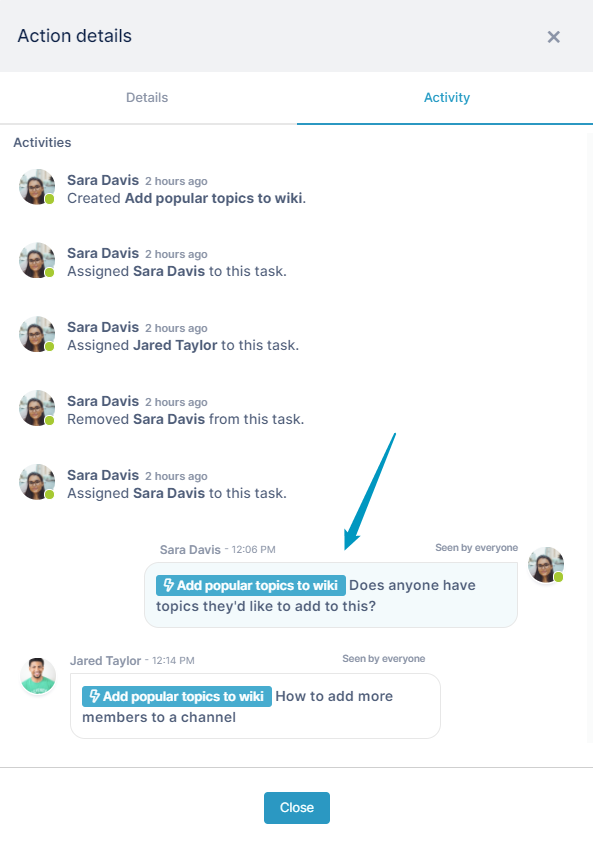 Action details
×
Details
Activity
Activities
Sara Davis 2 hours ago
Created Add popular topics to wiki.
Sara Davis 2 hours ago
Assigned Sara Davis to this task.
Sara Davis 2 hours ago
Assigned Jared Taylor to this task.
Sara Davis 2 hours ago
Removed Sara Davis from this task.
Sara Davis 2 hours ago
Assigned Sara Davis to this task.
Sara Davis - 12:06 PM Seen by everyone
Add popular topics to wiki Does anyone have
topics they'd like to add to this?
Jared Taylor - 12:14 PM Seen by everyone
Add popular topics to wiki How to add more
members to a channel
Close